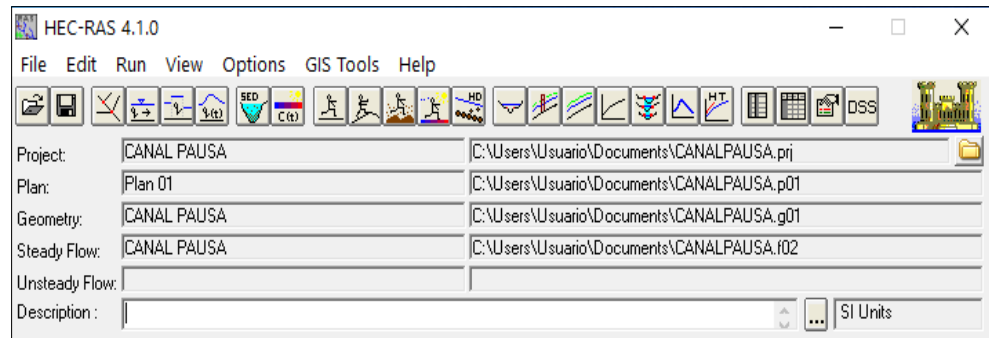 HEC-RAS 4.1.0
File Edit Run View Options GIS Tools Help
SED C(t) HD HT DSS
Project: CANAL PAUSA C:\Users\Usuario\Documents\CANALPAUSA.prj
Plan: Plan 01 C:\Users\Usuario\Documents\CANALPAUSA.p01
Geometry: CANAL PAUSA C:\Users\Usuario\Documents\CANALPAUSA.g01
Steady Flow: CANAL PAUSA C:\Users\Usuario\Documents\CANALPAUSA.f02
Unsteady Flow:
Description : ... SI Units